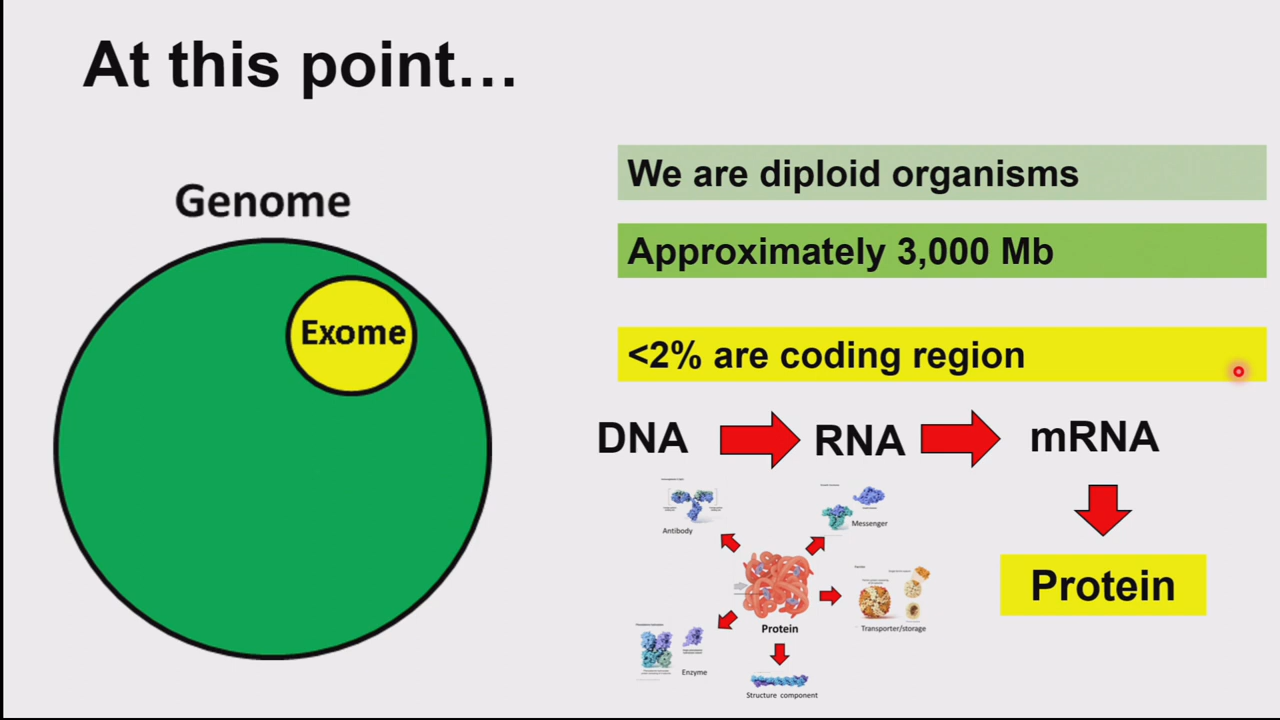 At this point…
Genome
Exome
We are diploid organisms
Approximately 3,000 Mb
<2% are coding region
DNA
RNA
mRNA
Protein
Antibody
Messenger
Protein
Transporter/storage
Enzyme
Structure component